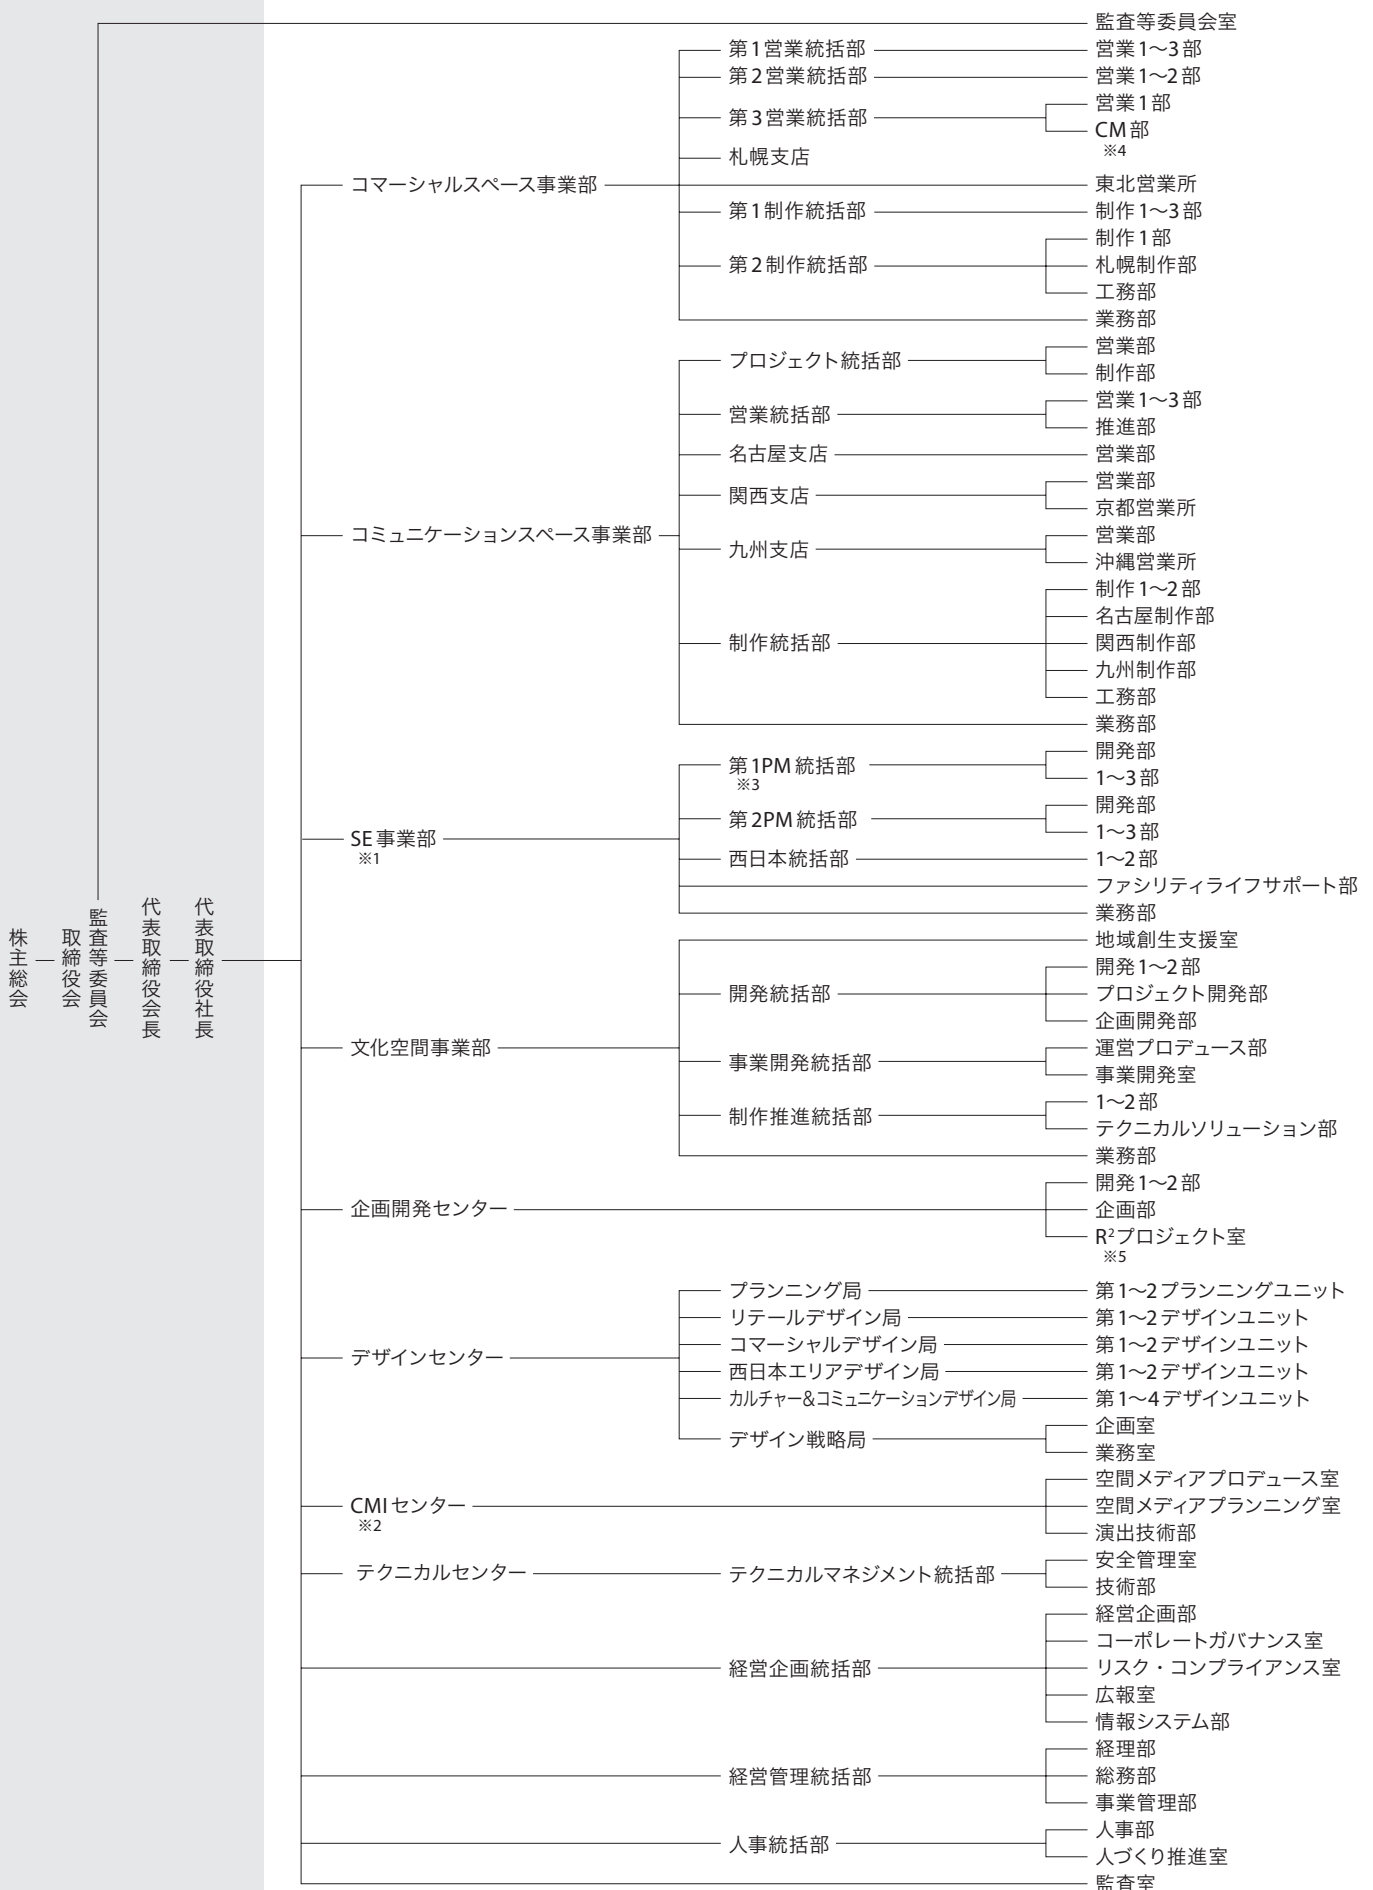 監査等委員会室
第1営業統括部
営業1〜3部
第2営業統括部
営業1〜2部
第3営業統括部
営業1部
CM部
※4
札幌支店
コマーシャルスペース事業部
東北営業所
第1制作統括部
制作1〜3部
第2制作統括部
制作1部
札幌制作部
工務部
業務部
プロジェクト統括部
営業部
制作部
営業統括部
営業1〜3部
推進部
名古屋支店
営業部
関西支店
営業部
京都営業所
コミュニケーションスペース事業部
九州支店
営業部
沖縄営業所
制作統括部
制作1〜2部
名古屋制作部
関西制作部
九州制作部
工務部
業務部
第1PM統括部
※3
開発部
1〜3部
第2PM統括部
開発部
1〜3部
SE事業部
※1
西日本統括部
1〜2部
ファシリティライフサポート部
業務部
株主総会
取締役会
監査等委員会
代表取締役会長
代表取締役社長
地域創生支援室
開発統括部
開発1〜2部
プロジェクト開発部
企画開発部
文化空間事業部
事業開発統括部
運営プロデュース部
事業開発室
制作推進統括部
1〜2部
テクニカルソリューション部
業務部
企画開発センター
開発1〜2部
企画部
R²プロジェクト室
※5
プランニング局
第1〜2プランニングユニット
リテールデザイン局
第1〜2デザインユニット
コマーシャルデザイン局
第1〜2デザインユニット
デザインセンター
西日本エリアデザイン局
第1〜2デザインユニット
カルチャー&コミュニケーションデザイン局
第1〜4デザインユニット
デザイン戦略局
企画室
業務室
CMIセンター
※2
空間メディアプロデュース室
空間メディアプランニング室
演出技術部
テクニカルセンター
テクニカルマネジメント統括部
安全管理室
技術部
経営企画統括部
経営企画部
コーポレートガバナンス室
リスク・コンプライアンス室
広報室
情報システム部
経営管理統括部
経理部
総務部
事業管理部
人事統括部
人事部
人づくり推進室
監査室